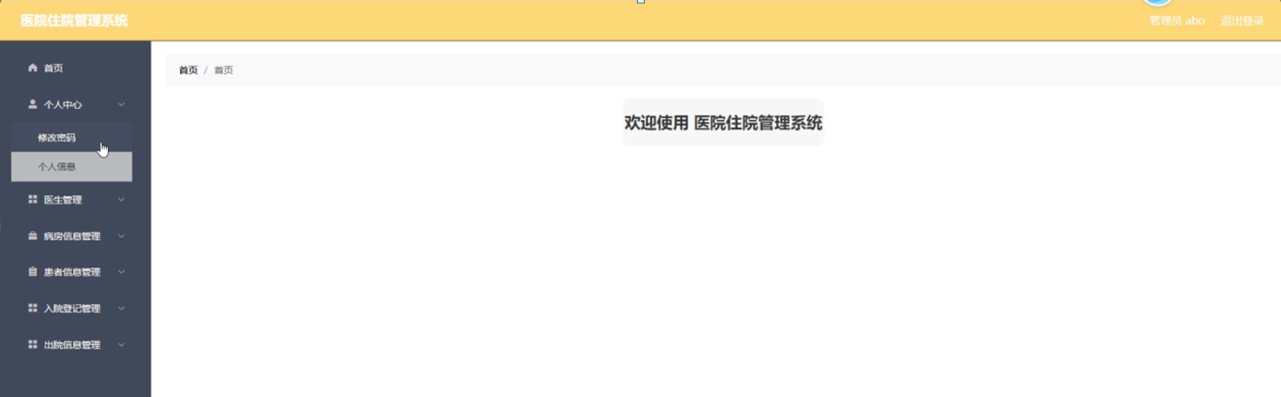 医院住院管理系统
管理员 abo 退出登录
首页
个人中心
修改密码
个人信息
医生管理
病房信息管理
患者信息管理
入院登记管理
出院信息管理
首页 / 首页
欢迎使用 医院住院管理系统